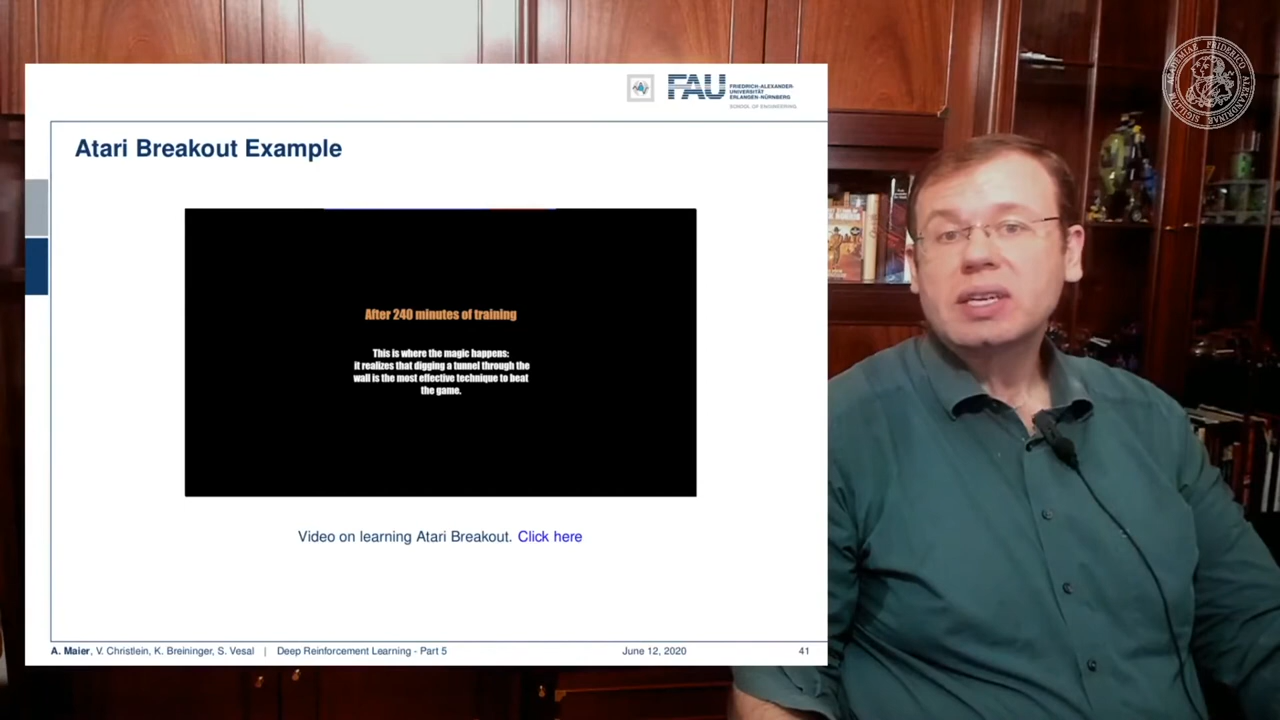 FAU
FRIEDRICH-ALEXANDER-
UNIVERSITÄT
ERLANGEN-NÜRNBERG
SCHOOL OF ENGINEERING
Atari Breakout Example
After 240 minutes of training
This is where the magic happens:
it realizes that digging a tunnel through the
wall is the most effective technique to beat
the game.
Video on learning Atari Breakout. Click here
A. Maier, V. Christlein, K. Breininger, S. Vesal | Deep Reinforcement Learning - Part 5 June 12, 2020 41